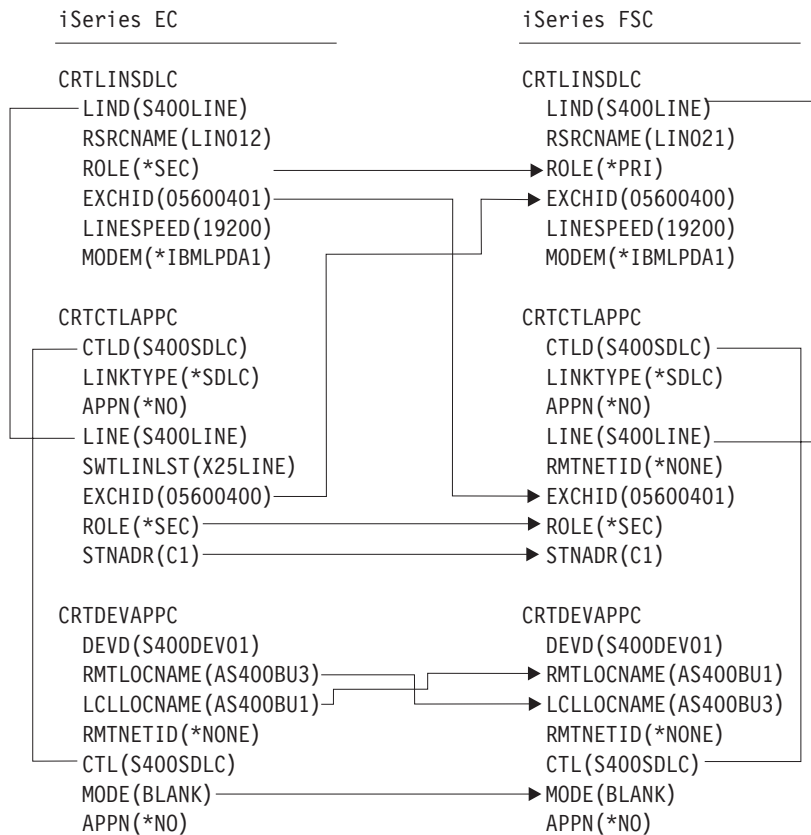 iSeries EC
CRTLINSDLC
LIND(S400LINE)
RSRCNAME(LIN012)
ROLE(*SEC)
EXCHID(05600401)
LINESPEED(19200)
MODEM(*IBMLPDA1)
CRTCTLAPPC
CTLD(S400SDLC)
LINKTYPE(*SDLC)
APPN(*NO)
LINE(S400LINE)
SWTLINLST(X25LINE)
EXCHID(05600400)
ROLE(*SEC)
STNADR(C1)
CRTDEVAPPC
DEVD(S400DEV01)
RMTLOCNAME(AS400BU3)
LCLLOCNAME(AS400BU1)
RMTNETID(*NONE)
CTL(S400SDLC)
MODE(BLANK)
APPN(*NO)
iSeries FSC
CRTLINSDLC
LIND(S400LINE)
RSRCNAME(LIN021)
ROLE(*PRI)
EXCHID(05600400)
LINESPEED(19200)
MODEM(*IBMLPDA1)
CRTCTLAPPC
CTLD(S400SDLC)
LINKTYPE(*SDLC)
APPN(*NO)
LINE(S400LINE)
RMTNETID(*NONE)
EXCHID(05600401)
ROLE(*SEC)
STNADR(C1)
CRTDEVAPPC
DEVD(S400DEV01)
RMTLOCNAME(AS400BU1)
LCLLOCNAME(AS400BU3)
RMTNETID(*NONE)
CTL(S400SDLC)
MODE(BLANK)
APPN(*NO)